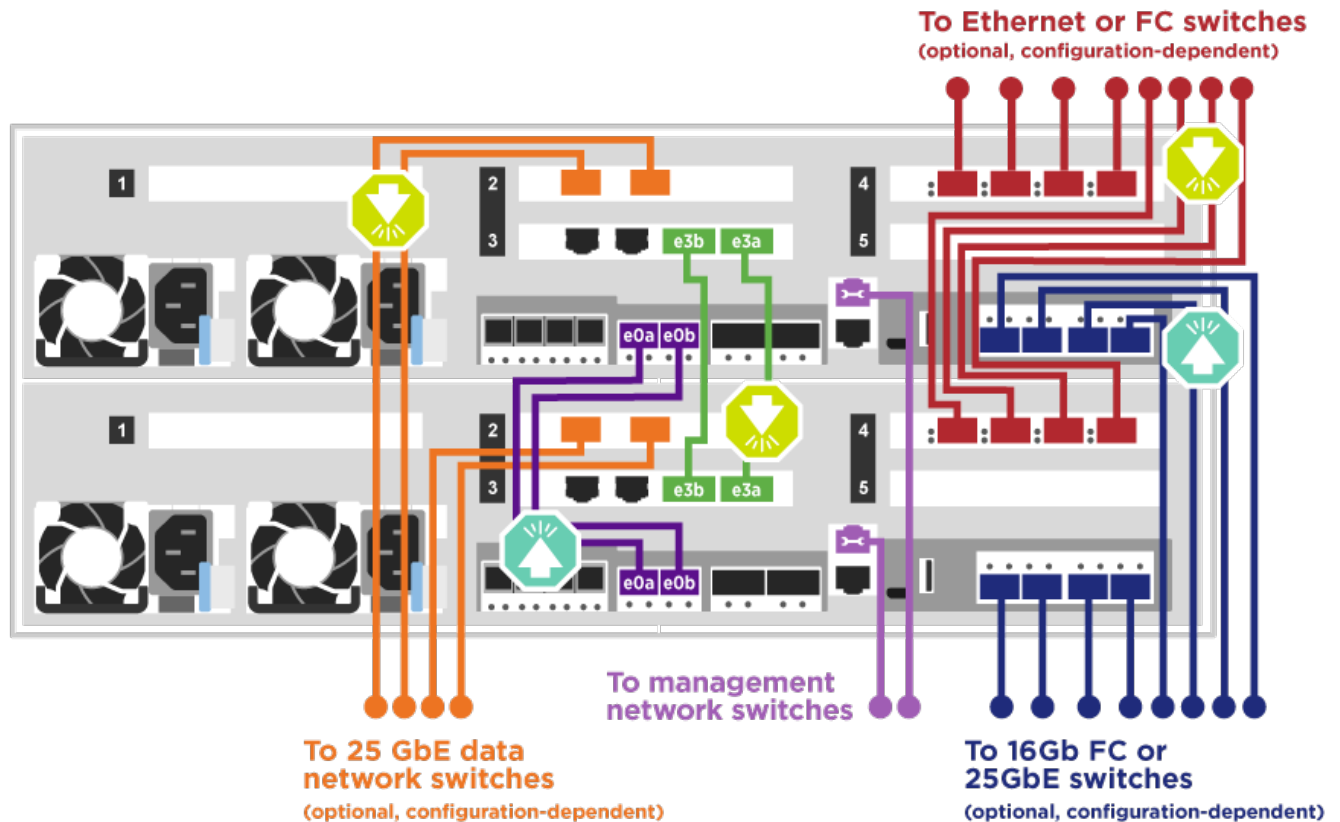 To Ethernet or FC switches
(optional, configuration-dependent)
1
2
4
3
e3b
e3a
5
e0a
e0b
1
2
4
3
e3b
e3a
5
e0a
e0b
To management
network switches
To 25 GbE data
network switches
(optional, configuration-dependent)
To 16Gb FC or
25GbE switches
(optional, configuration-dependent)